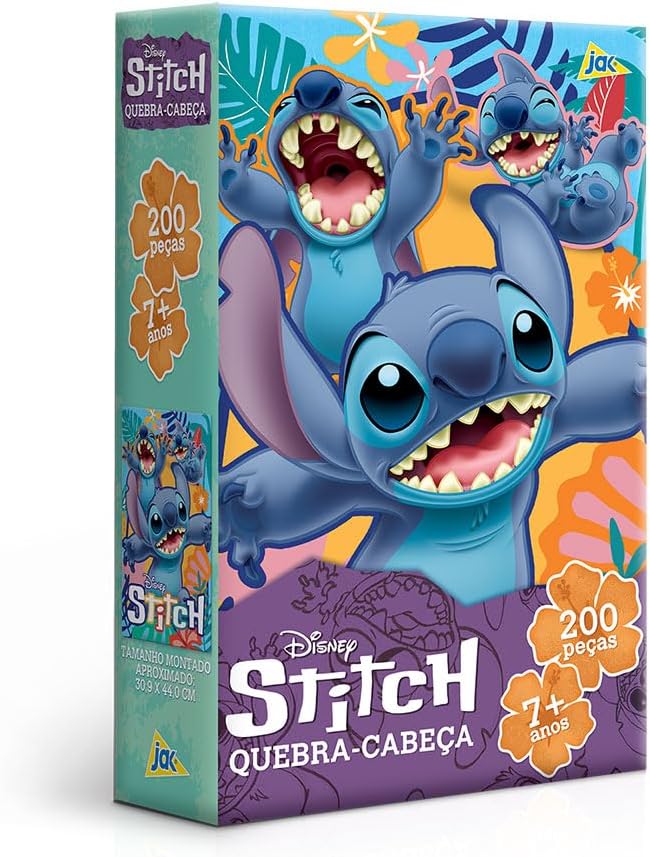 Disney
Stitch
QUEBRA-CABEÇA
200
peças
7+
anos
Disney
Stitch
TAMANHO MONTADO
APROXIMADO:
30,9 X 44,0 CM
jak
jak
Disney
Stitch
QUEBRA-CABEÇA
200
peças
7+
anos